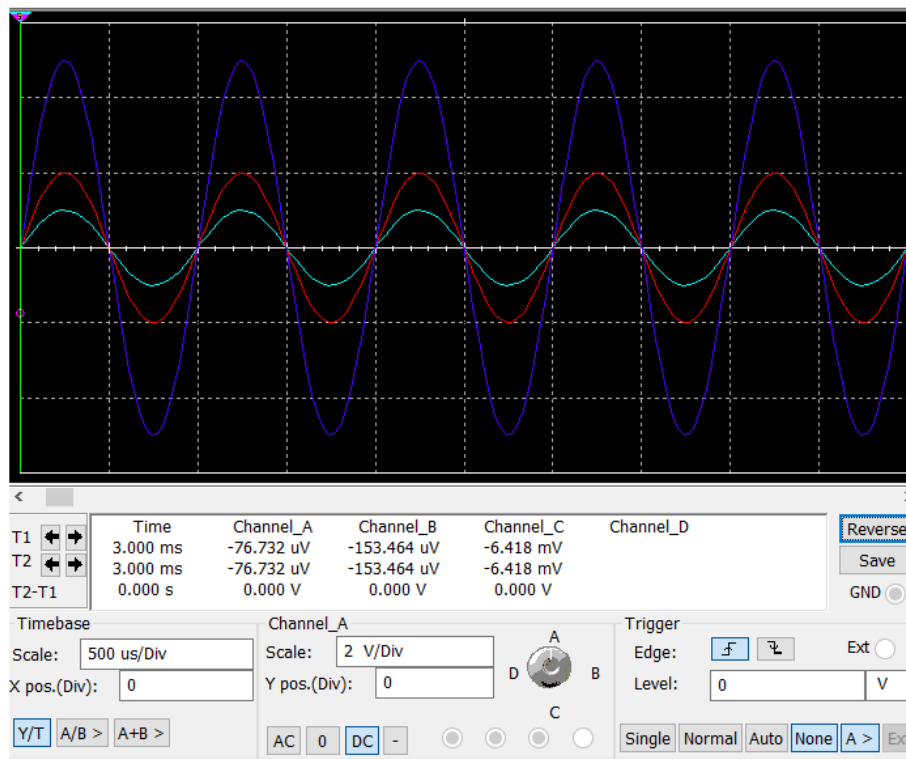 Time Channel_A Channel_B Channel_C Channel_D
T1 3.000 ms -76.732 uV -153.464 uV -6.418 mV
T2 3.000 ms -76.732 uV -153.464 uV -6.418 mV
T2-T1 0.000 s 0.000 V 0.000 V 0.000 V
Reverse
Save
GND
Timebase
Scale: 500 us/Div
X pos.(Div): 0
Y/T A/B > A+B >
Channel_A
Scale: 2 V/Div
Y pos.(Div): 0
AC 0 DC -
A
D B
C
Trigger
Edge: Ext
Level: 0 V
Single Normal Auto None A > Ex